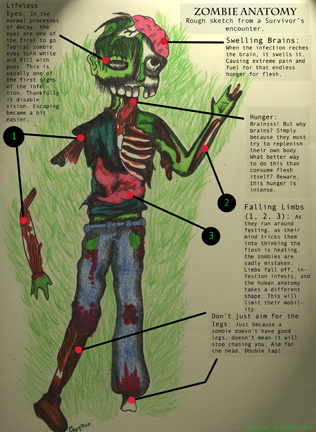 Lifeless
Eyes: In the
normal processes
of decay, the
eyes are one of
the first to go
Typical zombie
eyes turn white
and fill with
puss. This is
usually one of
the first signs
of the infec-
tion. Thankfully
it disable
vision. Escaping
became a bit
easier.
ZOMBIE ANATOMY
Rough sketch from a Survivor's
encounter.
Swelling Brains:
When the infection reches
the brain, it swells it.
Causing extreme pain and
fuel for that endless
hunger for flesh.
Hunger:
Brainsss! But why
brains? Simply
because they must
try to replenish
their own body.
What better way
to do this than
consume flesh
itself? Beware,
this hunger is
intense.
1
2
3
Falling Limbs
(1, 2, 3): As
they run around
festing, as their
mind tricks them
into thinking the
flesh is healing,
the zombies are
sadly mistaken.
Limbs fall off, in-
fection infests, and
the human anatomy
takes a different
shape. This will
limit their mobil-
ity.
Don't just aim for the
legs: Just because a
zombie doesn't have good
legs, doesn't mean it will
stop chasing you. Aim for
the head. Double tap!